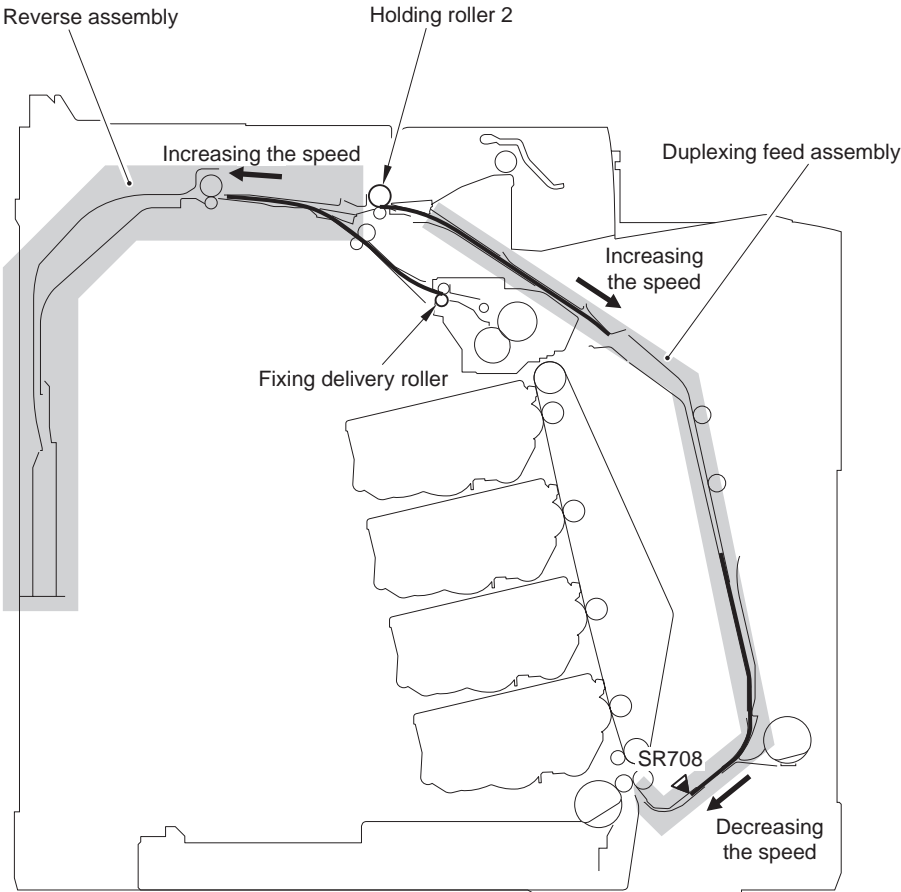 Reverse assembly
Holding roller 2
Increasing the speed
Duplexing feed assembly
Increasing
the speed
Fixing delivery roller
SR708
Decreasing
the speed